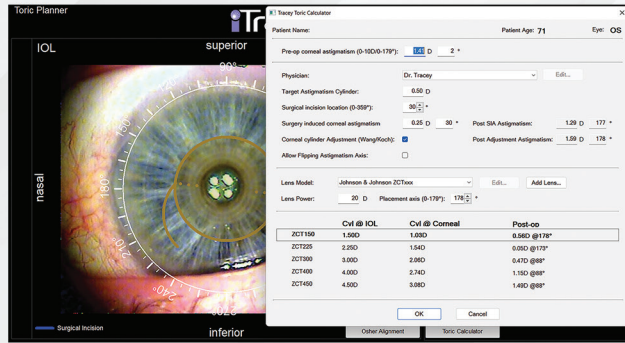 Toric Planner
iTr
IOL
superior
90°
120°
150°
180°
210°
240°
nasal
inferior
Surgical Incision
Osher Alignment
Toric Calculator
Tracey Toric Calculator
Patient Name: Patient Age: 71 Eye: OS
Pre-op corneal astigmatism (0-10D/0-179°): 1.41 D 2 °
Physician: Dr. Tracey Edit...
Target Astigmatism Cylinder: 0.50 D
Surgical incision location (0-359°): 30 °
Surgery induced corneal astigmatism 0.25 D 30 ° Post SIA Astigmatism: 1.29 D 177 °
Corneal cylinder Adjustment (Wang/Koch): Post Adjustment Astigmatism: 1.59 D 178 °
Allow Flipping Astigmatism Axis:
Lens Model: Johnson & Johnson ZCTxxx Edit... Add Lens...
Lens Power: 20 D Placement axis (0-179°): 178 °
Cyl @ IOL Cyl @ Corneal Post-op
ZCT150 1.50D 1.03D 0.56D @178°
ZCT225 2.25D 1.54D 0.05D @173°
ZCT300 3.00D 2.06D 0.47D @88°
ZCT400 4.00D 2.74D 1.15D @88°
ZCT450 4.50D 3.08D 1.49D @88°
OK Cancel